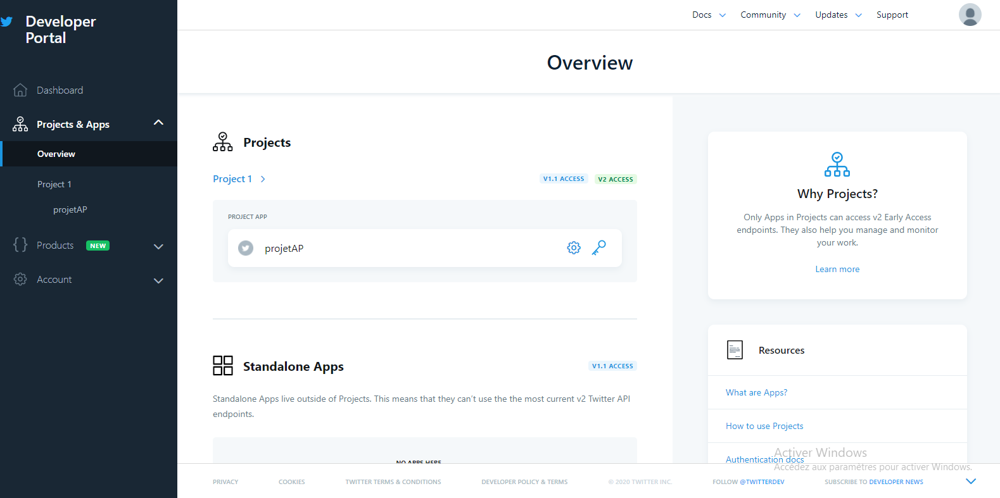 Developer
Portal
Docs
Community
Updates
Support
Overview
Dashboard
Projects & Apps
Overview
Project 1
projetAP
Products
NEW
Account
Projects
Project 1
V1.1 ACCESS
V2 ACCESS
PROJECT APP
projetAP
Standalone Apps
V1.1 ACCESS
Standalone Apps live outside of Projects. This means that they can't use the the most current v2 Twitter API
endpoints.
NO APPS HERE
Why Projects?
Only Apps in Projects can access v2 Early Access
endpoints. They also help you manage and monitor
your work.
Learn more
Resources
What are Apps?
How to use Projects
Authentication docs
Activer Windows
Accédez aux paramètres pour activer Windows.
PRIVACY
COOKIES
TWITTER TERMS & CONDITIONS
DEVELOPER POLICY & TERMS
© 2020 TWITTER INC.
FOLLOW @TWITTERDEV
SUBSCRIBE TO DEVELOPER NEWS